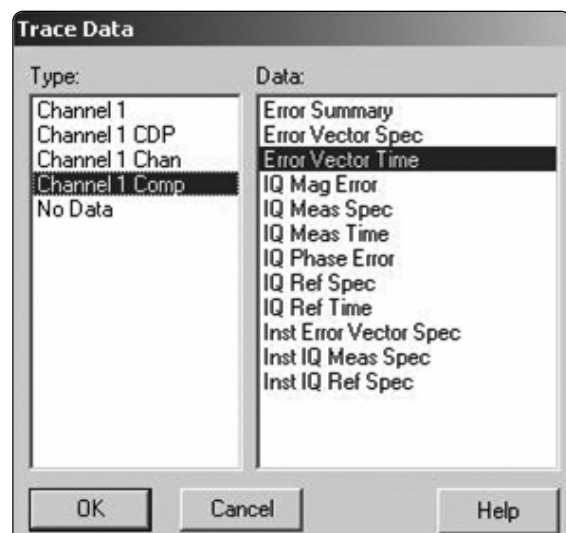 Trace Data
Type:
Channel 1
Channel 1 CDP
Channel 1 Chan
Channel 1 Comp
No Data
Data:
Error Summary
Error Vector Spec
Error Vector Time
IQ Mag Error
IQ Meas Spec
IQ Meas Time
IQ Phase Error
IQ Ref Spec
IQ Ref Time
Inst Error Vector Spec
Inst IQ Meas Spec
Inst IQ Ref Spec
OK
Cancel
Help